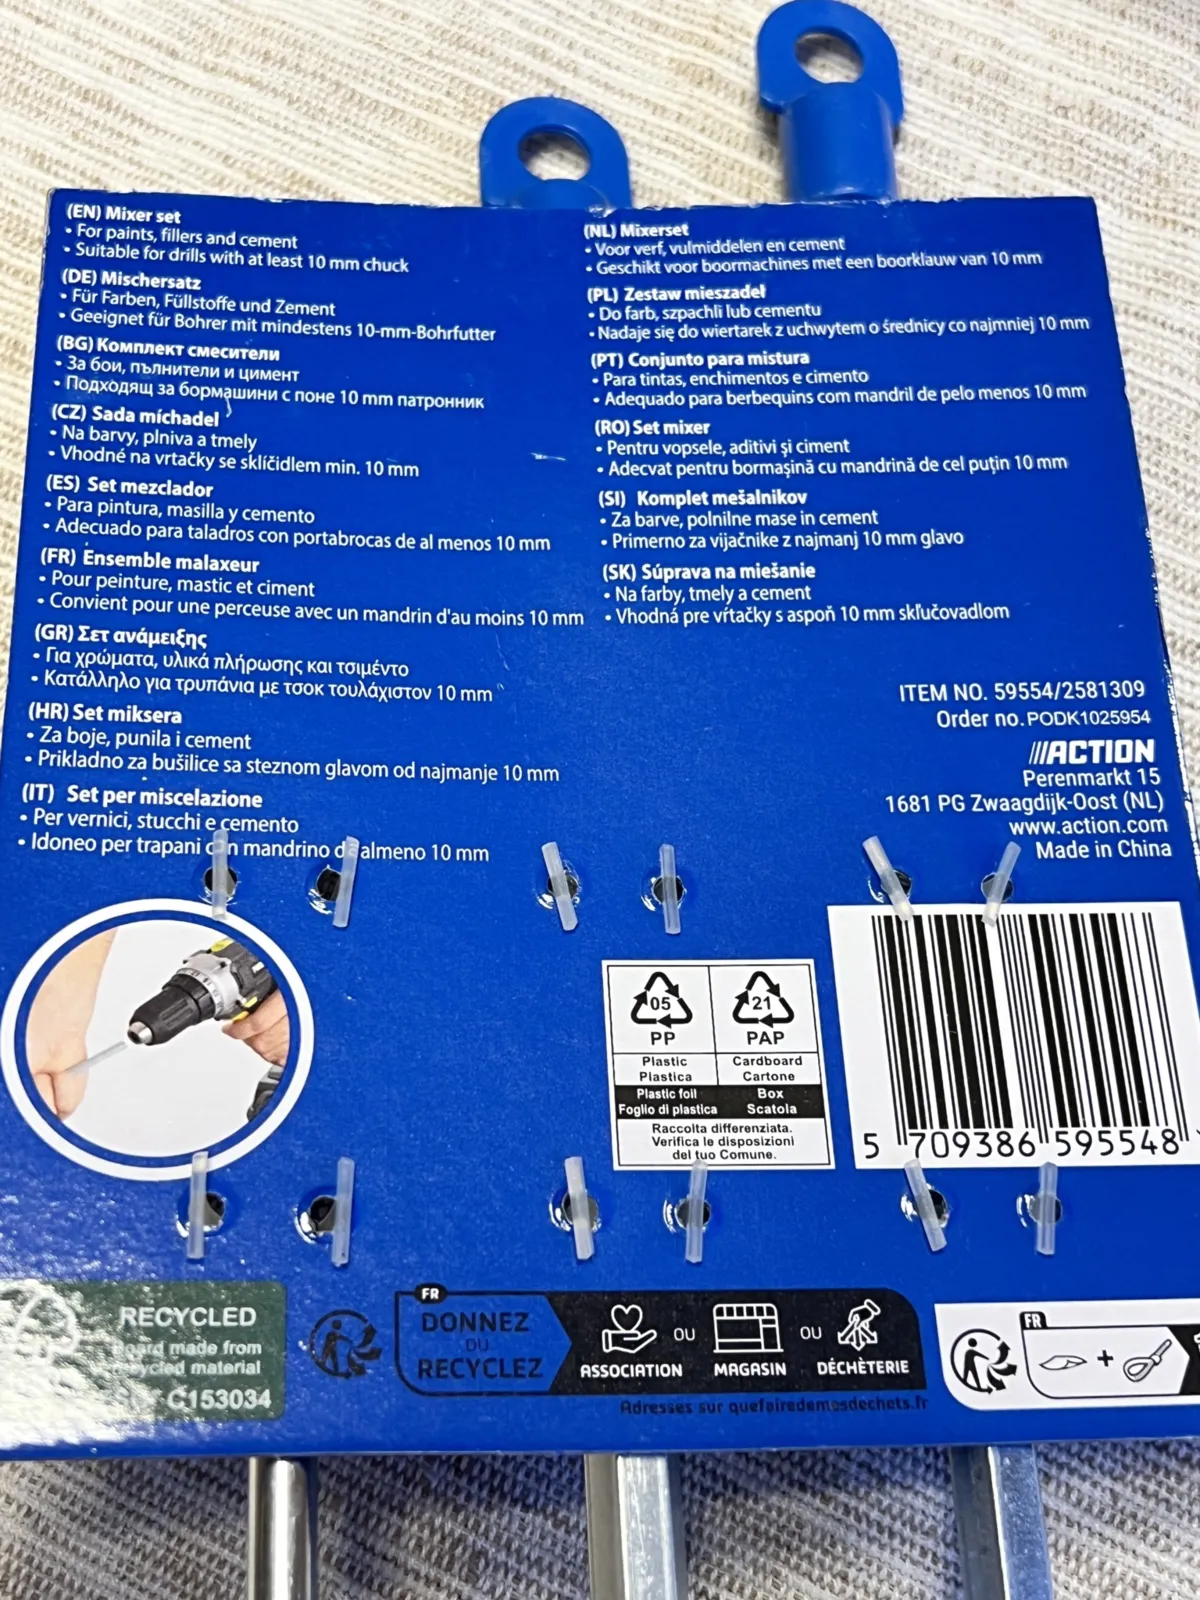 (EN) Mixer set
• For paints, fillers and cement
• Suitable for drills with at least 10 mm chuck
(DE) Mischersatz
• Für Farben, Füllstoffe und Zement
• Geeignet für Bohrer mit mindestens 10-mm-Bohrfutter
(BG) Комплект смесители
• За бои, пълнители и цимент
• Подходящ за бормашини с поне 10 mm патронник
(CZ) Sada míchadel
• Na barvy, plniva a tmely
• Vhodné na vrtačky se sklíčidlem min. 10 mm
(ES) Set mezclador
• Para pintura, masilla y cemento
• Adecuado para taladros con portabrocas de al menos 10 mm
(FR) Ensemble malaxeur
• Pour peinture, mastic et ciment
• Convient pour une perceuse avec un mandrin d'au moins 10 mm
(GR) Σετ ανάμειξης
• Για χρώματα, υλικά πλήρωσης και τσιμέντο
• Κατάλληλο για τρυπάνια με τσοκ τουλάχιστον 10 mm
(HR) Set miksera
• Za boje, punila i cement
• Prikladno za bušilice sa steznom glavom od najmanje 10 mm
(IT) Set per miscelazione
• Per vernici, stucchi e cemento
• Idoneo per trapani con mandrino di almeno 10 mm
(NL) Mixerset
• Voor verf, vulmiddelen en cement
• Geschikt voor boormachines met een boorklauw van 10 mm
(PL) Zestaw mieszadeł
• Do farb, szpachli lub cementu
• Nadaje się do wiertarek z uchwytem o średnicy co najmniej 10 mm
(PT) Conjunto para mistura
• Para tintas, enchimentos e cimento
• Adequado para berbequins com mandril de pelo menos 10 mm
(RO) Set mixer
• Pentru vopsele, aditivi și ciment
• Adecvat pentru bormașină cu mandrină de cel puțin 10 mm
(SI) Komplet mešalnikov
• Za barve, polnilne mase in cement
• Primerno za vijačnike z najmanj 10 mm glavo
(SK) Súprava na miešanie
• Na farby, tmely a cement
• Vhodná pre vŕtačky s aspoň 10 mm skľučovadlom
ITEM NO. 59554/2581309
Order no. PODK1025954
ACTION
Perenmarkt 15
1681 PG Zwaagdijk-Oost (NL)
www.action.com
Made in China
05 21
PP PAP
Plastic Cardboard
Plastica Cartone
Plastic foil Box
Foglio di plastica Scatola
Raccolta differenziata.
Verifica le disposizioni
del tuo Comune.
5 709386 595548
RECYCLED
Board made from
recycled material
C153034
FR
DONNEZ
OU
RECYCLEZ
ASSOCIATION OU MAGASIN OU DÉCHÈTERIE
Adresses sur quefairedemesdechets.fr
FR
+